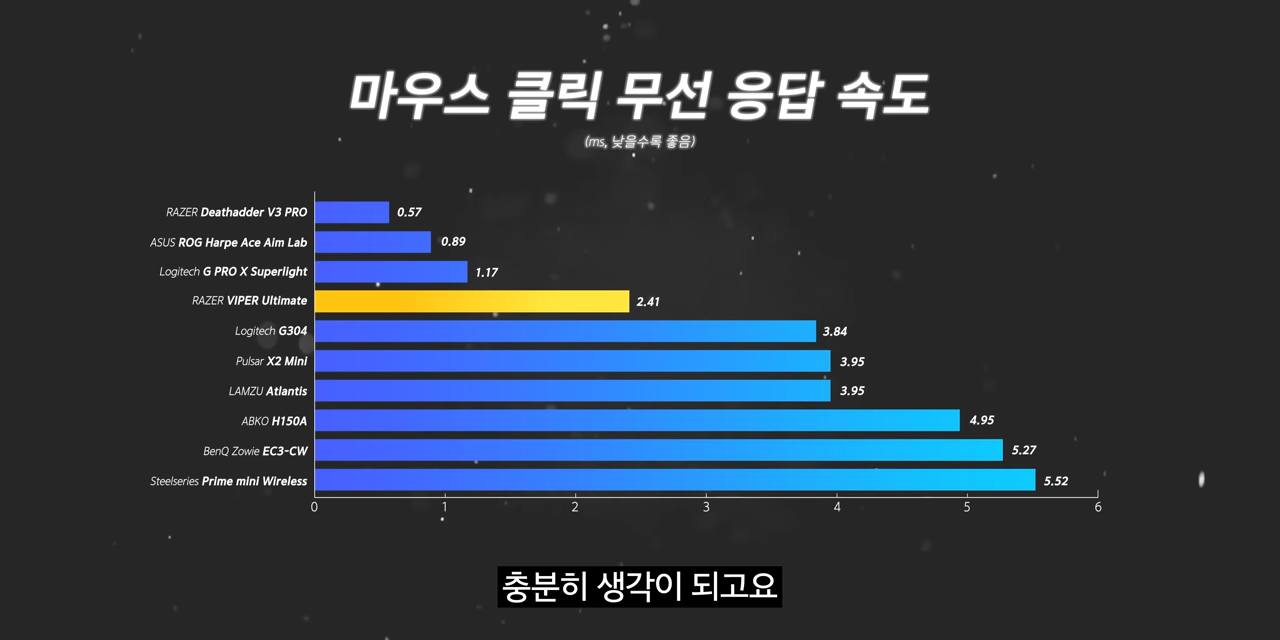 마우스 클릭 무선 응답 속도
(ms, 낮을수록 좋음)
RAZER Deathadder V3 PRO 0.57
ASUS ROG Harpe Ace Aim Lab 0.89
Logitech G PRO X Superlight 1.17
RAZER VIPER Ultimate 2.41
Logitech G304 3.84
Pulsar X2 Mini 3.95
LAMZU Atlantis 3.95
ABKO H150A 4.95
BenQ Zowie EC3-CW 5.27
Steelseries Prime mini Wireless 5.52
0 1 2 3 4 5 6
충분히 생각이 되고요